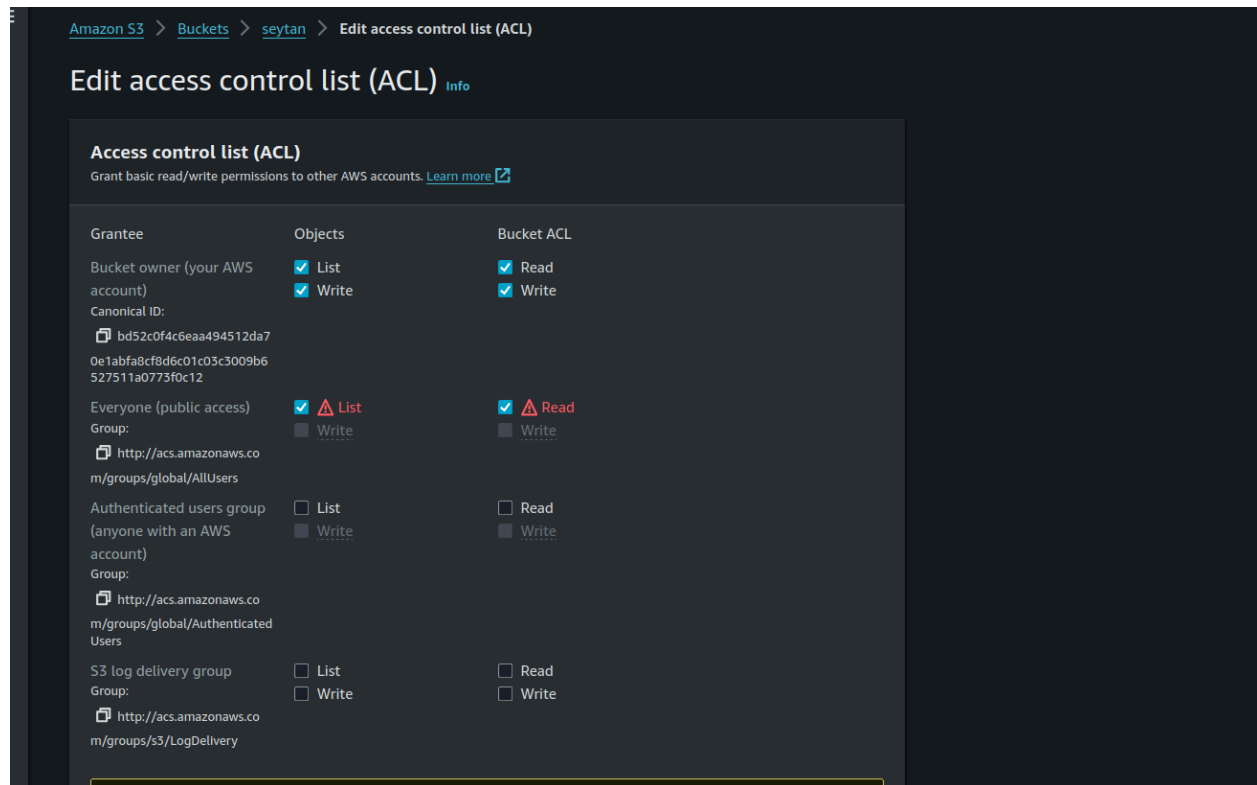 Amazon S3 > Buckets > seytan > Edit access control list (ACL)
Edit access control list (ACL) Info
Access control list (ACL)
Grant basic read/write permissions to other AWS accounts. Learn more
Grantee Objects Bucket ACL
Bucket owner (your AWS List Read
account) Write Write
Canonical ID:
bd52c0f4c6eaa494512da7
0e1abfa8cf8d6c01c03c3009b6
527511a0773f0c12
Everyone (public access) List Read
Group: Write Write
http://acs.amazonaws.co
m/groups/global/AllUsers
Authenticated users group List Read
(anyone with an AWS Write Write
account)
Group:
http://acs.amazonaws.co
m/groups/global/Authenticated
Users
S3 log delivery group List Read
Group: Write Write
http://acs.amazonaws.co
m/groups/s3/LogDelivery